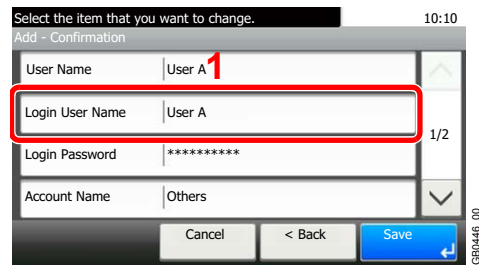 Select the item that you want to change. 10:10
Add - Confirmation
User Name User A 1
Login User Name User A
1/2
Login Password **********
Account Name Others
Cancel < Back Save
GB0446_00